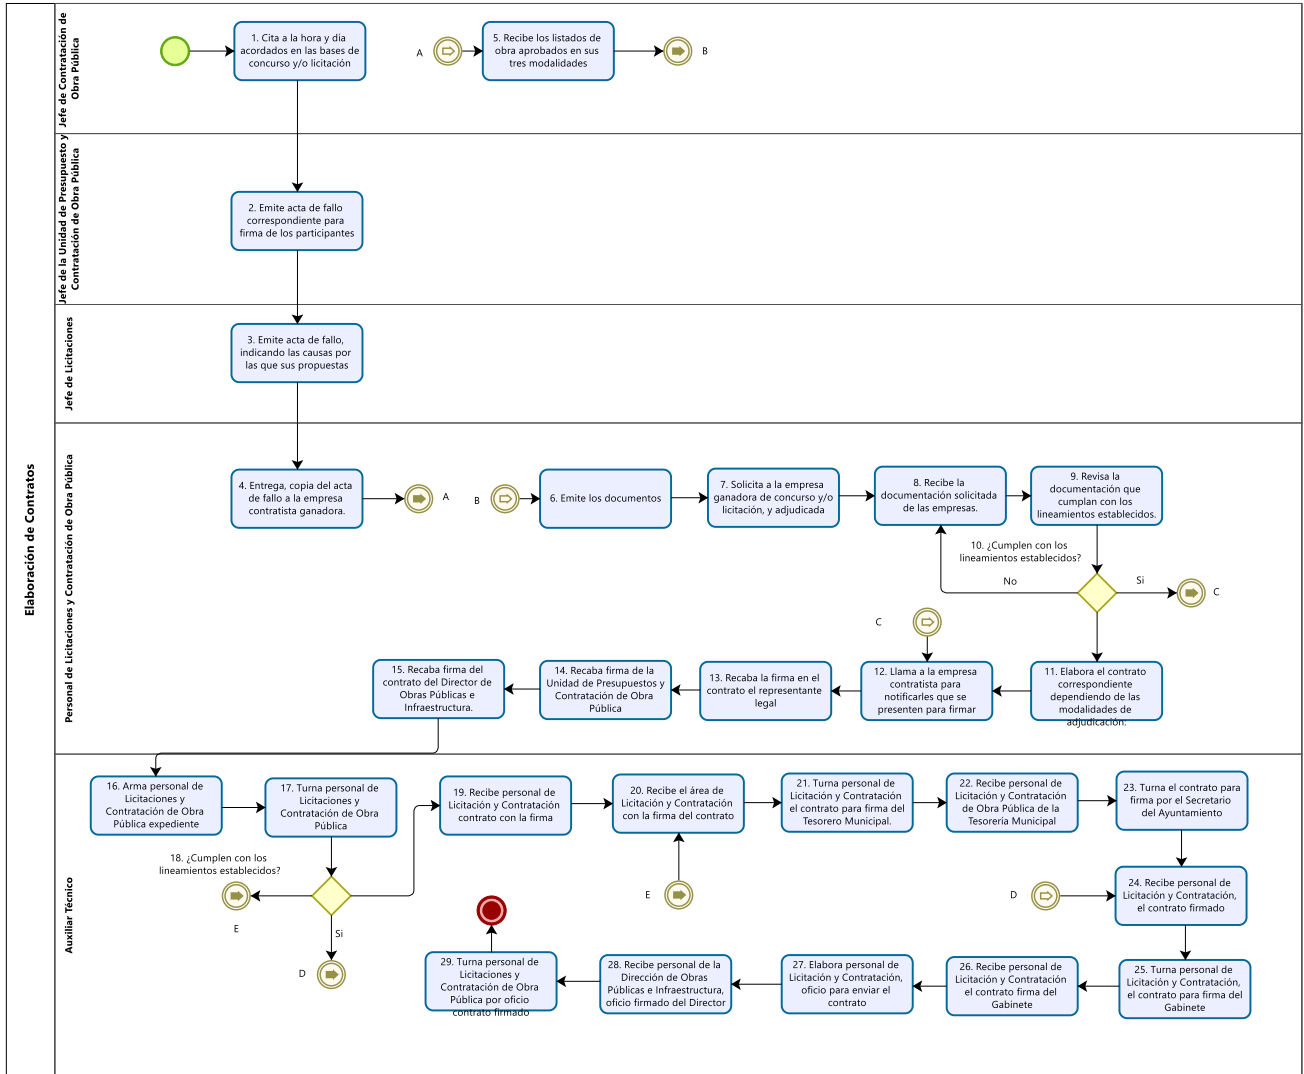 Elaboración de Contratos
Jefe de Contratación de
Obra Pública
1. Cita a la hora y día
acordados en las bases de
concurso y/o licitación
A
5. Recibe los listados de
obra aprobados en sus
tres modalidades
B
Jefe de la Unidad de Presupuesto y
Contratación de Obra Pública
2. Emite acta de fallo
correspondiente para
firma de los participantes
Jefe de Licitaciones
3. Emite acta de fallo,
indicando las causas por
las que sus propuestas
Personal de Licitaciones y Contratación de Obra Pública
4. Entrega, copia del acta
de fallo a la empresa
contratista ganadora.
A
B
6. Emite los documentos
7. Solicita a la empresa
ganadora de concurso y/o
licitación, y adjudicada
8. Recibe la
documentación solicitada
de las empresas.
9. Revisa la
documentación que
cumplan con los
lineamientos establecidos.
10. ¿Cumplen con los
lineamientos establecidos?
No
Si
C
C
15. Recaba firma del
contrato del Director de
Obras Públicas e
Infraestructura.
14. Recaba firma de la
Unidad de Presupuestos y
Contratación de Obra
Pública
13. Recaba la firma en el
contrato el representante
legal
12. Llama a la empresa
contratista para
notificarles que se
presenten para firmar
11. Elabora el contrato
correspondiente
dependiendo de las
modalidades de
adjudicación:
Auxiliar Técnico
16. Arma personal de
Licitaciones y
Contratación de Obra
Pública expediente
17. Turna personal de
Licitaciones y
Contratación de Obra
Pública
18. ¿Cumplen con los
lineamientos establecidos?
E
Si
D
19. Recibe personal de
Licitación y Contratación
contrato con la firma
20. Recibe el área de
Licitación y Contratación
con la firma del contrato
E
21. Turna personal de
Licitación y Contratación
el contrato para firma del
Tesorero Municipal.
22. Recibe personal de
Licitación y Contratación
de Obra Pública de la
Tesorería Municipal
23. Turna el contrato para
firma por el Secretario
del Ayuntamiento
D
24. Recibe personal de
Licitación y Contratación,
el contrato firmado
29. Turna personal de
Licitaciones y
Contratación de Obra
Pública por oficio
contrato firmado
28. Recibe personal de la
Dirección de Obras
Públicas e Infraestructura,
oficio firmado del Director
27. Elabora personal de
Licitación y Contratación,
oficio para enviar el
contrato
26. Recibe personal de
Licitación y Contratación
el contrato firma del
Gabinete
25. Turna personal de
Licitación y Contratación,
el contrato para firma del
Gabinete